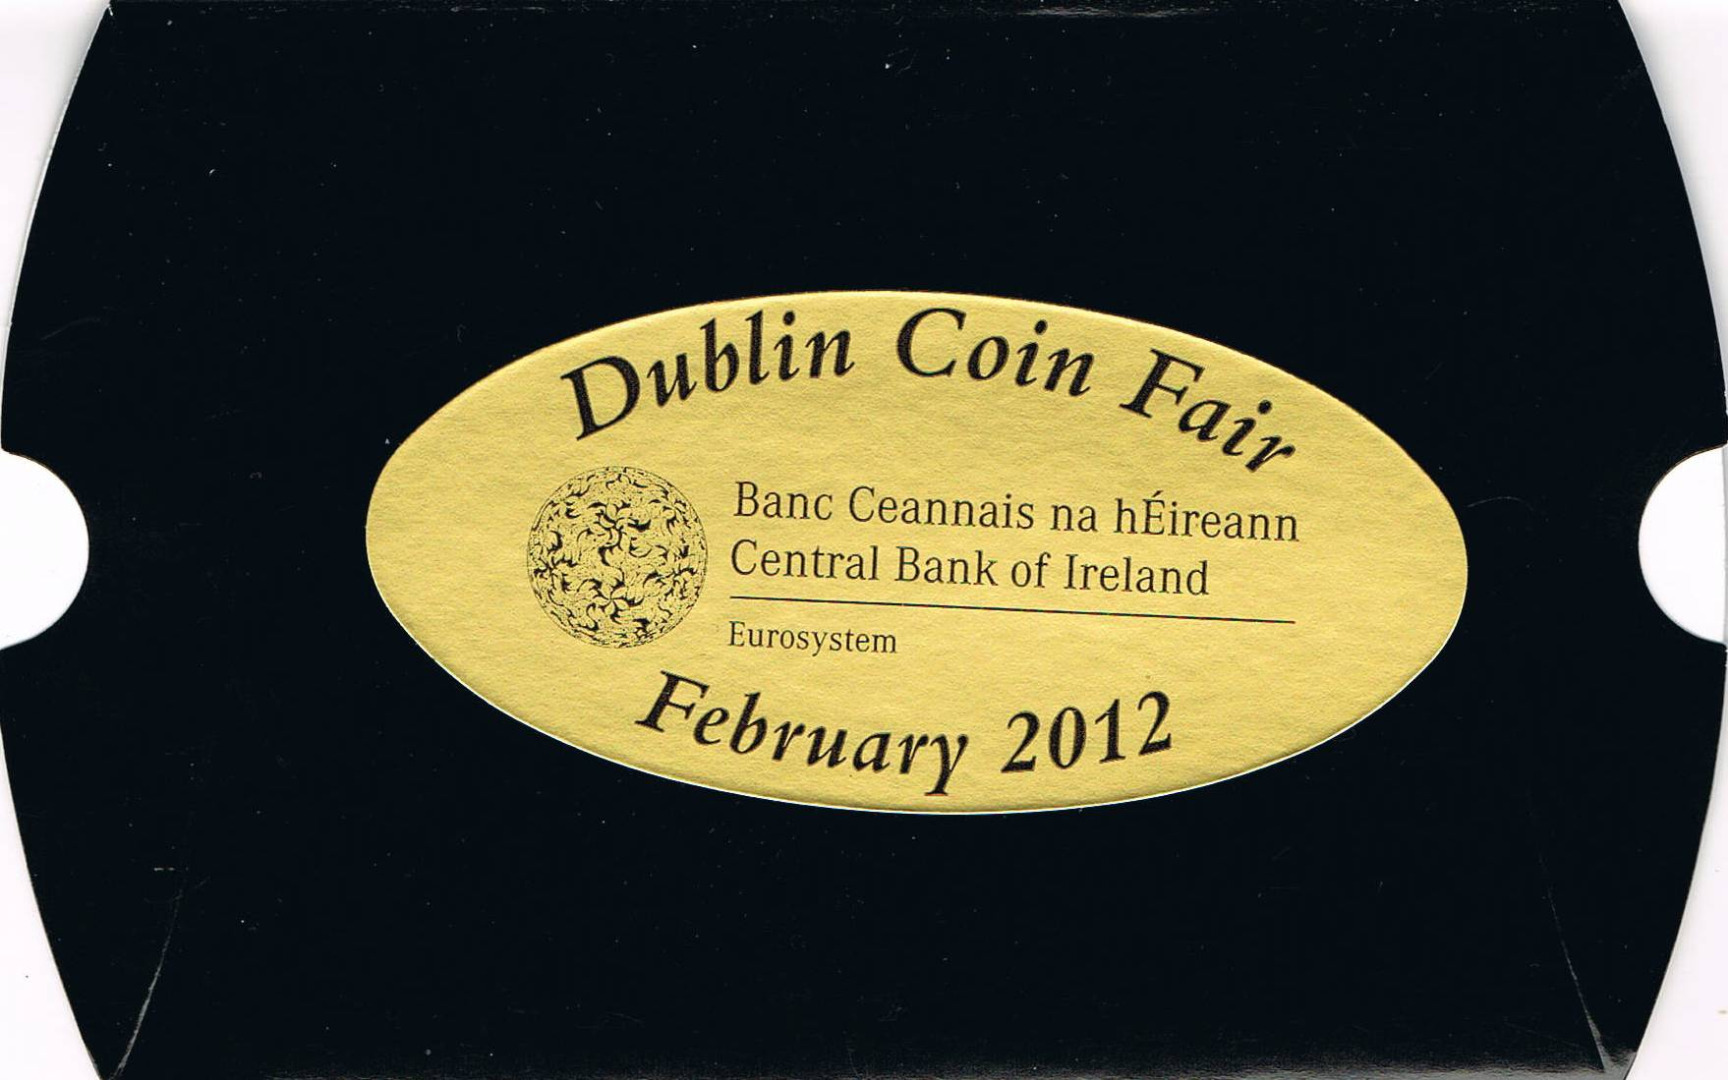 Dublin Coin Fair
Banc Ceannais na hÉireann
Central Bank of Ireland
Eurosystem
February 2012